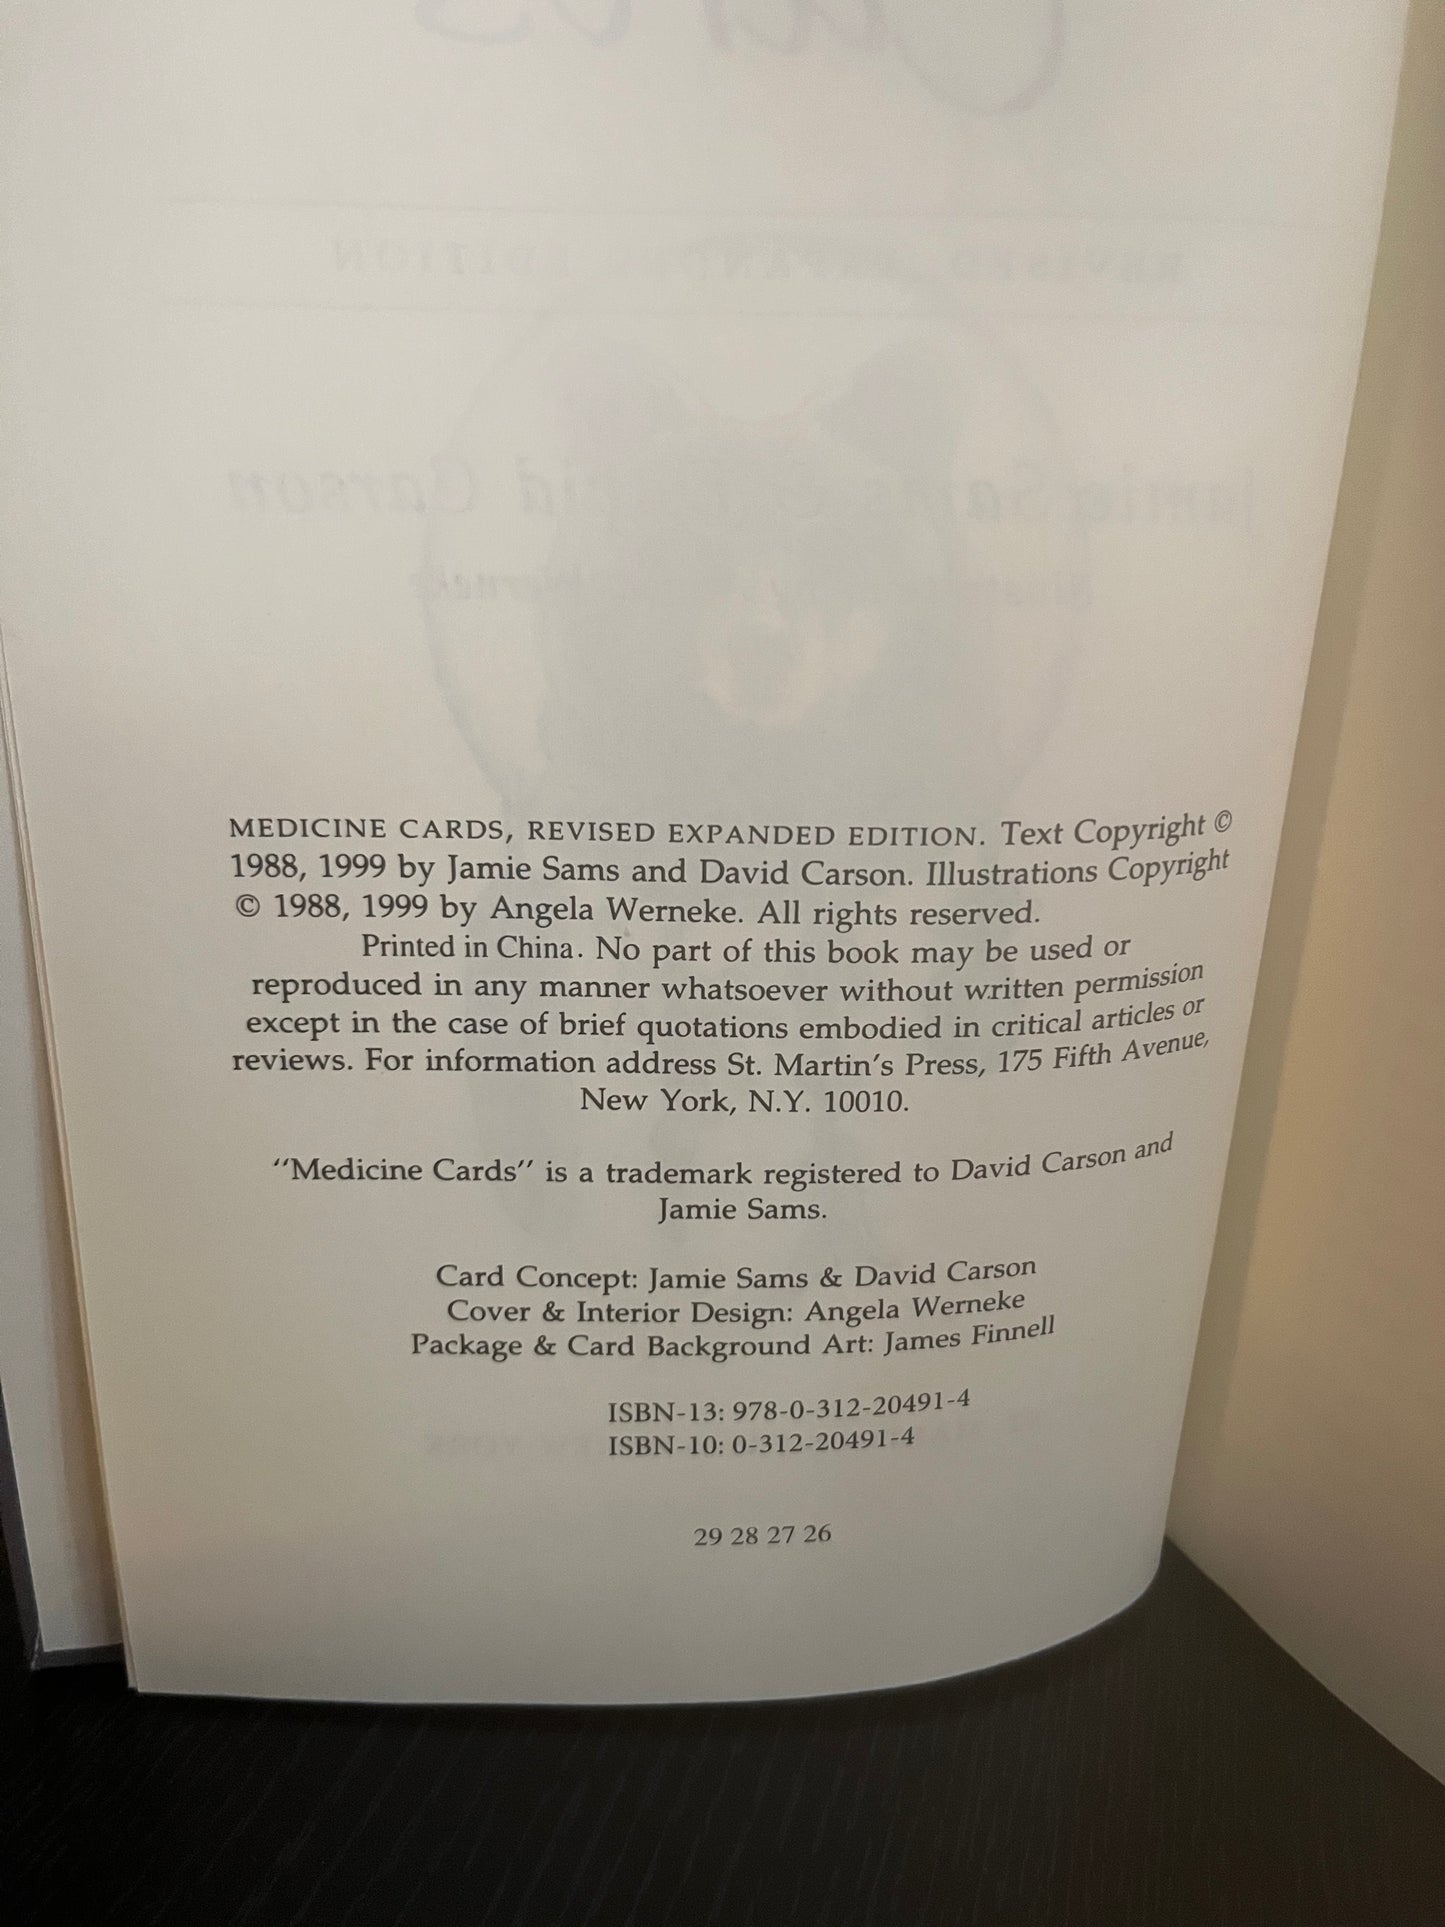 MEDICINE CARDS, REVISED EXPANDED EDITION. Text Copyright ©
1988, 1999 by Jamie Sams and David Carson. Illustrations Copyright
© 1988, 1999 by Angela Werneke. All rights reserved.
Printed in China. No part of this book may be used or
reproduced in any manner whatsoever without written permission
except in the case of brief quotations embodied in critical articles or
reviews. For information address St. Martin's Press, 175 Fifth Avenue,
New York, N.Y. 10010.
"Medicine Cards" is a trademark registered to David Carson and
Jamie Sams.
Card Concept: Jamie Sams & David Carson
Cover & Interior Design: Angela Werneke
Package & Card Background Art: James Finnell
ISBN-13: 978-0-312-20491-4
ISBN-10: 0-312-20491-4
29 28 27 26